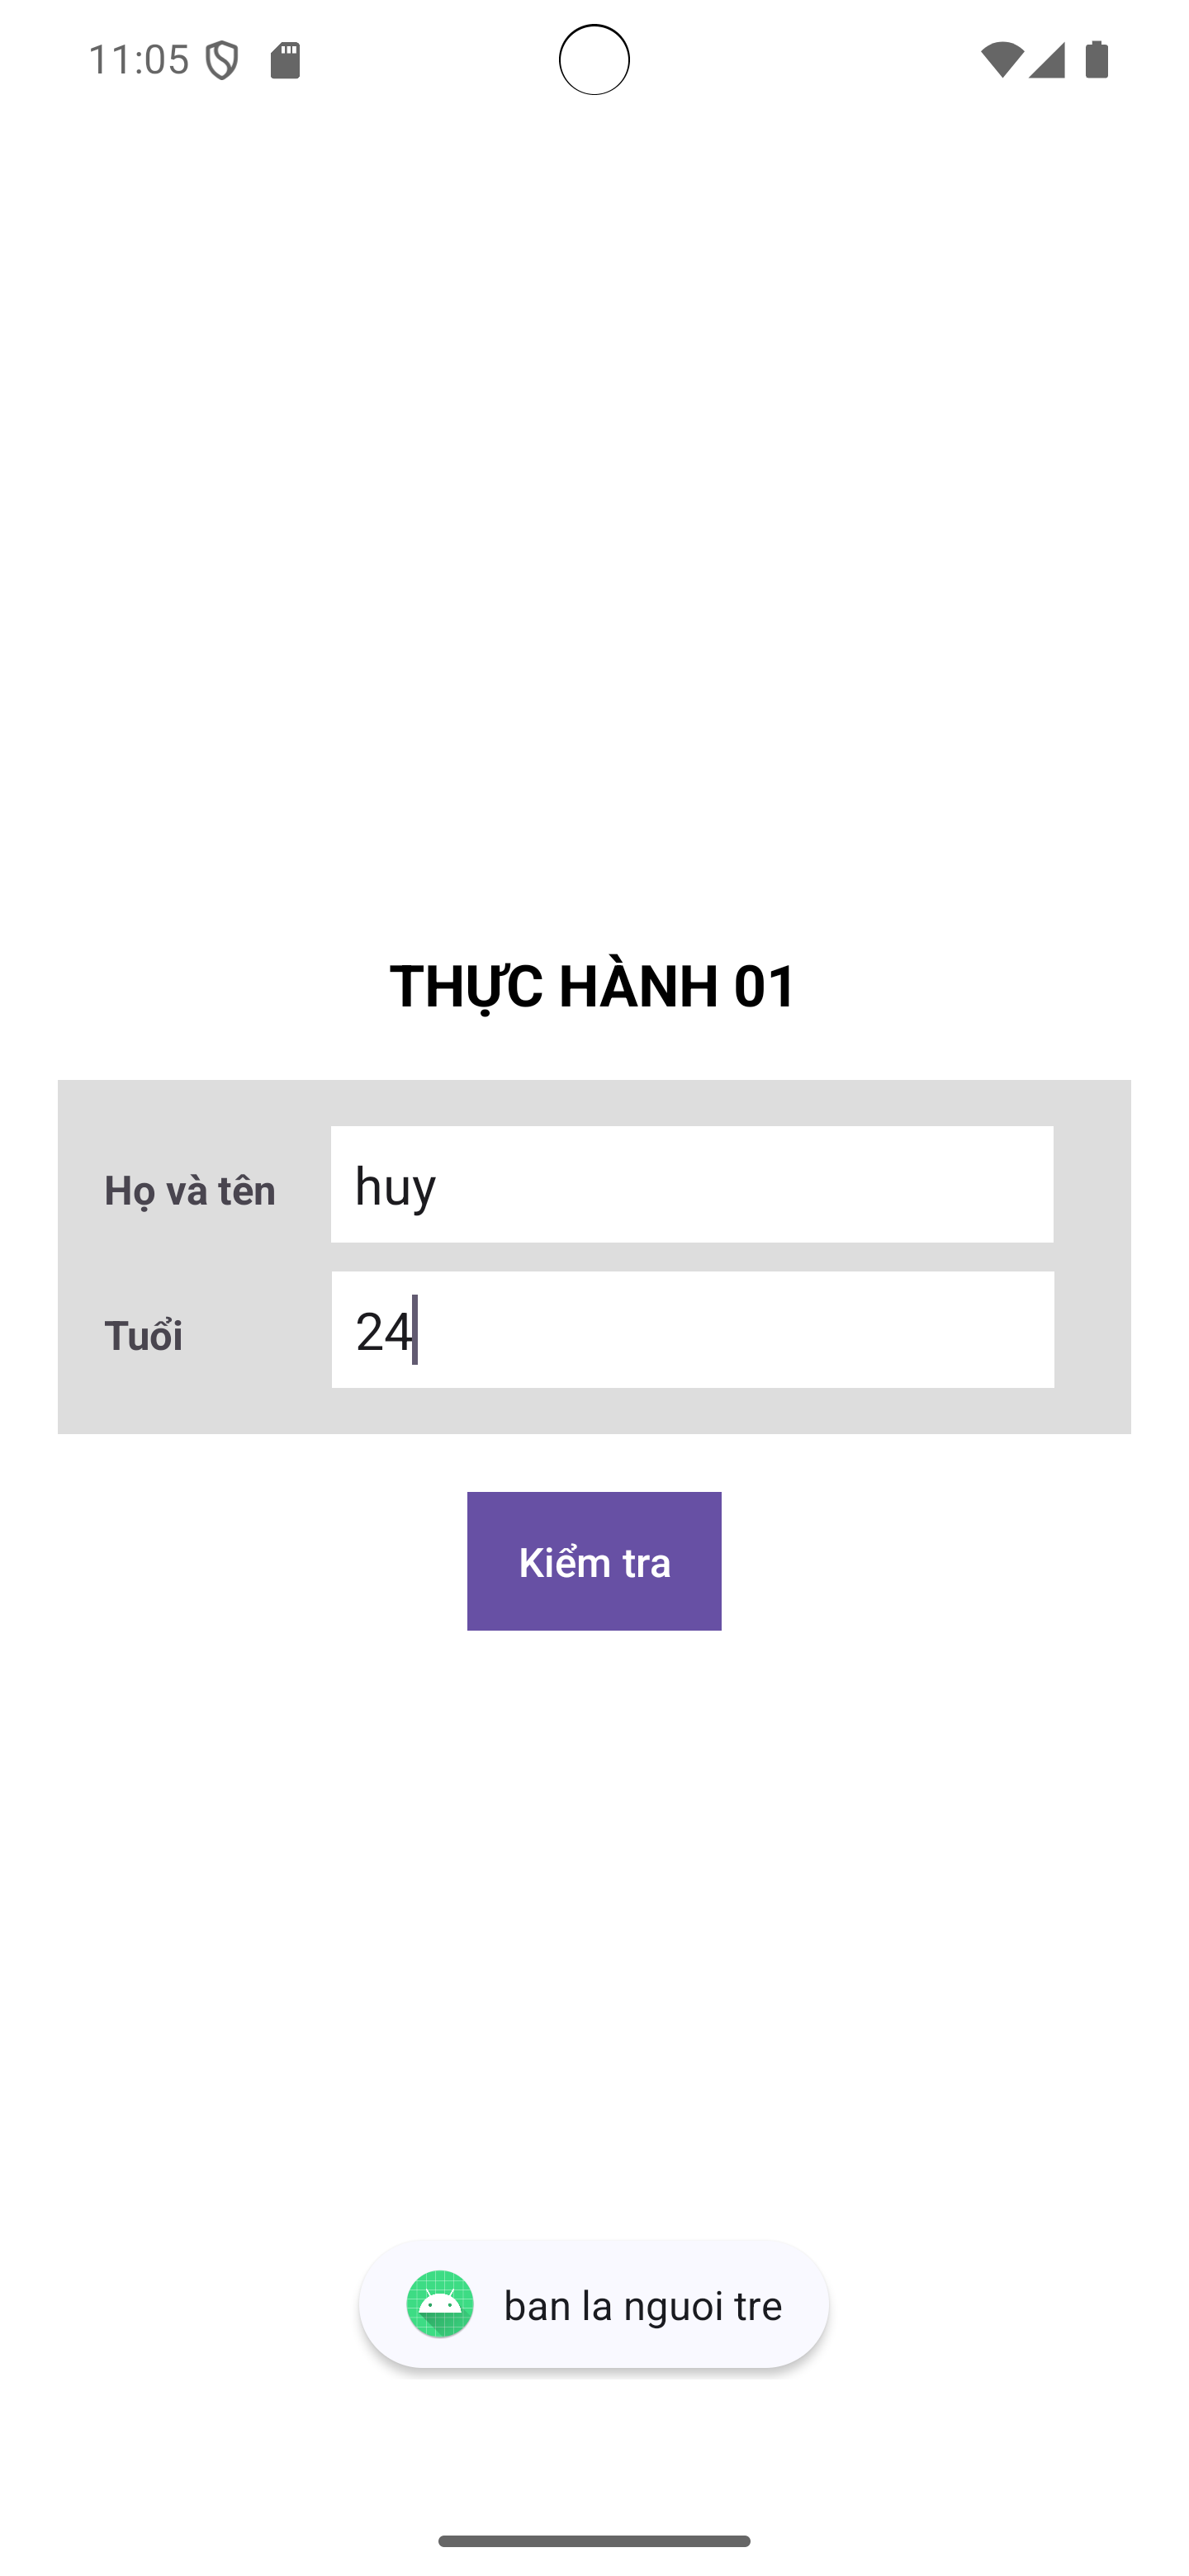 11:05
THỰC HÀNH 01
Họ và tên
huy
Tuổi
24
Kiểm tra
ban la nguoi tre